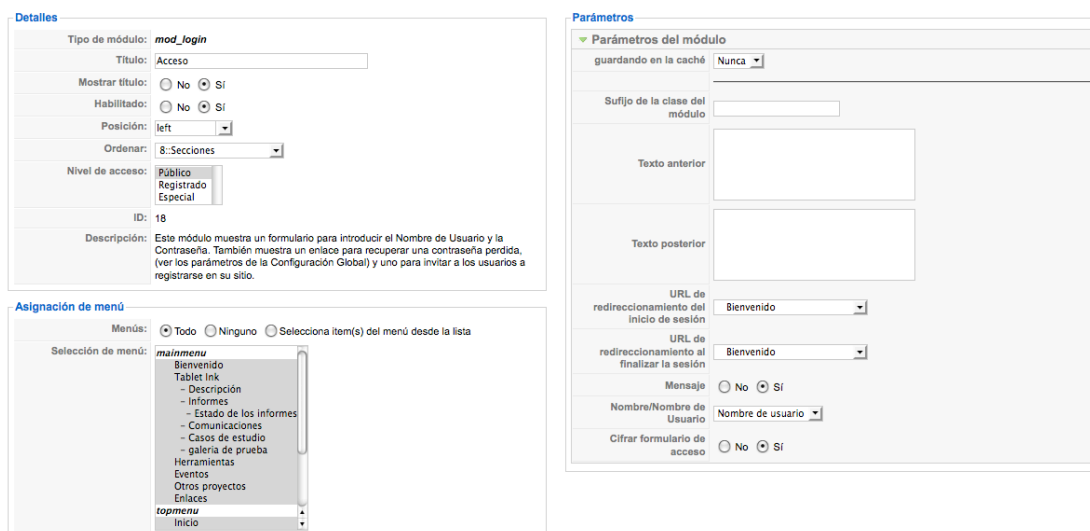 Detalles
Tipo de módulo: mod_login
Título: Acceso
Mostrar título: No Sí
Habilitado: No Sí
Posición: left
Ordenar: 8::Secciones
Nivel de acceso: Público
Registrado
Especial
ID: 18
Descripción: Este módulo muestra un formulario para introducir el Nombre de Usuario y la
Contraseña. También muestra un enlace para recuperar una contraseña perdida,
(ver los parámetros de la Configuración Global) y uno para invitar a los usuarios a
registrarse en su sitio.
Asignación de menú
Menús: Todo Ninguno Selecciona item(s) del menú desde la lista
Selección de menú: mainmenu
Bienvenido
Tablet Ink
- Descripción
- Informes
- Estado de los informes
- Comunicaciones
- Casos de estudio
- galeria de prueba
Herramientas
Eventos
Otros proyectos
Enlaces
topmenu
Inicio
Parámetros
Parámetros del módulo
guardando en la caché Nunca
Sufijo de la clase del
módulo
Texto anterior
Texto posterior
URL de
redireccionamiento del
inicio de sesión
Bienvenido
URL de
redireccionamiento al
finalizar la sesión
Bienvenido
Mensaje No Sí
Nombre/Nombre de
Usuario
Nombre de usuario
Cifrar formulario de
acceso
No Sí